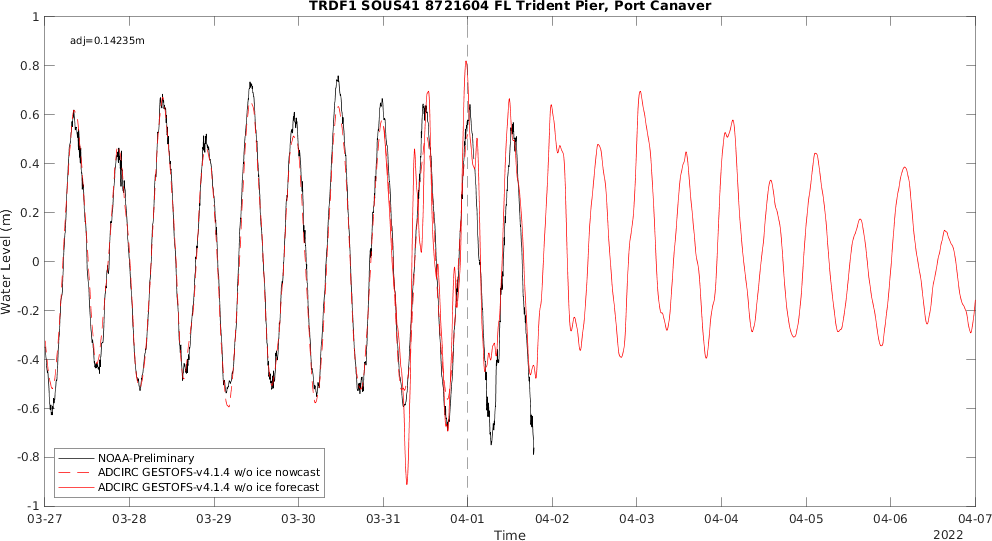 TRDF1 SOUS41 8721604 FL Trident Pier, Port Canaver
1
0.8
0.6
0.4
0.2
0
-0.2
-0.4
-0.6
-0.8
-1
Water Level (m)
adj=0.14235m
NOAA-Preliminary
ADCIRC GESTOFS-v4.1.4 w/o ice nowcast
ADCIRC GESTOFS-v4.1.4 w/o ice forecast
03-27 03-28 03-29 03-30 03-31 04-01 04-02 04-03 04-04 04-05 04-06 04-07
Time
2022